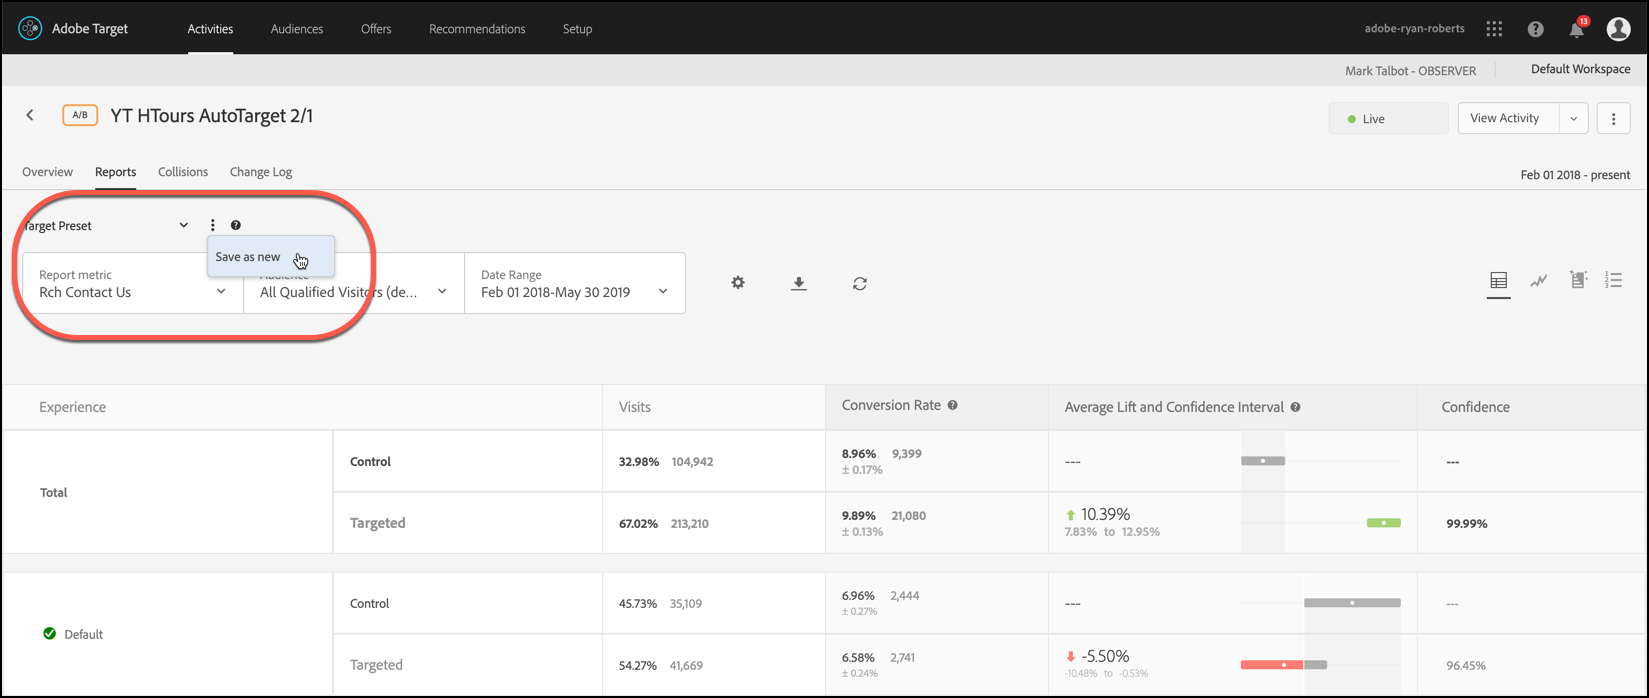 Adobe Target Activities Audiences Offers Recommendations Setup adobe-ryan-roberts 13
Mark Talbot - OBSERVER Default Workspace
A/B YT HTours AutoTarget 2/1 Live View Activity
Overview Reports Collisions Change Log Feb 01 2018 - present
Target Preset
Save as new
Report metric Audience Date Range
Rch Contact Us All Qualified Visitors (de... Feb 01 2018-May 30 2019
Experience Visits Conversion Rate Average Lift and Confidence Interval Confidence
Total
Control 32.98% 104,942 8.96% 9,399 --- ---
± 0.17%
Targeted 67.02% 213,210 9.89% 21,080 10.39% 99.99%
± 0.13% 7.83% to 12.95%
Default
Control 45.73% 35,109 6.96% 2,444 --- ---
± 0.27%
Targeted 54.27% 41,669 6.58% 2,741 -5.50% 96.45%
± 0.24% -10.48% to -0.53%